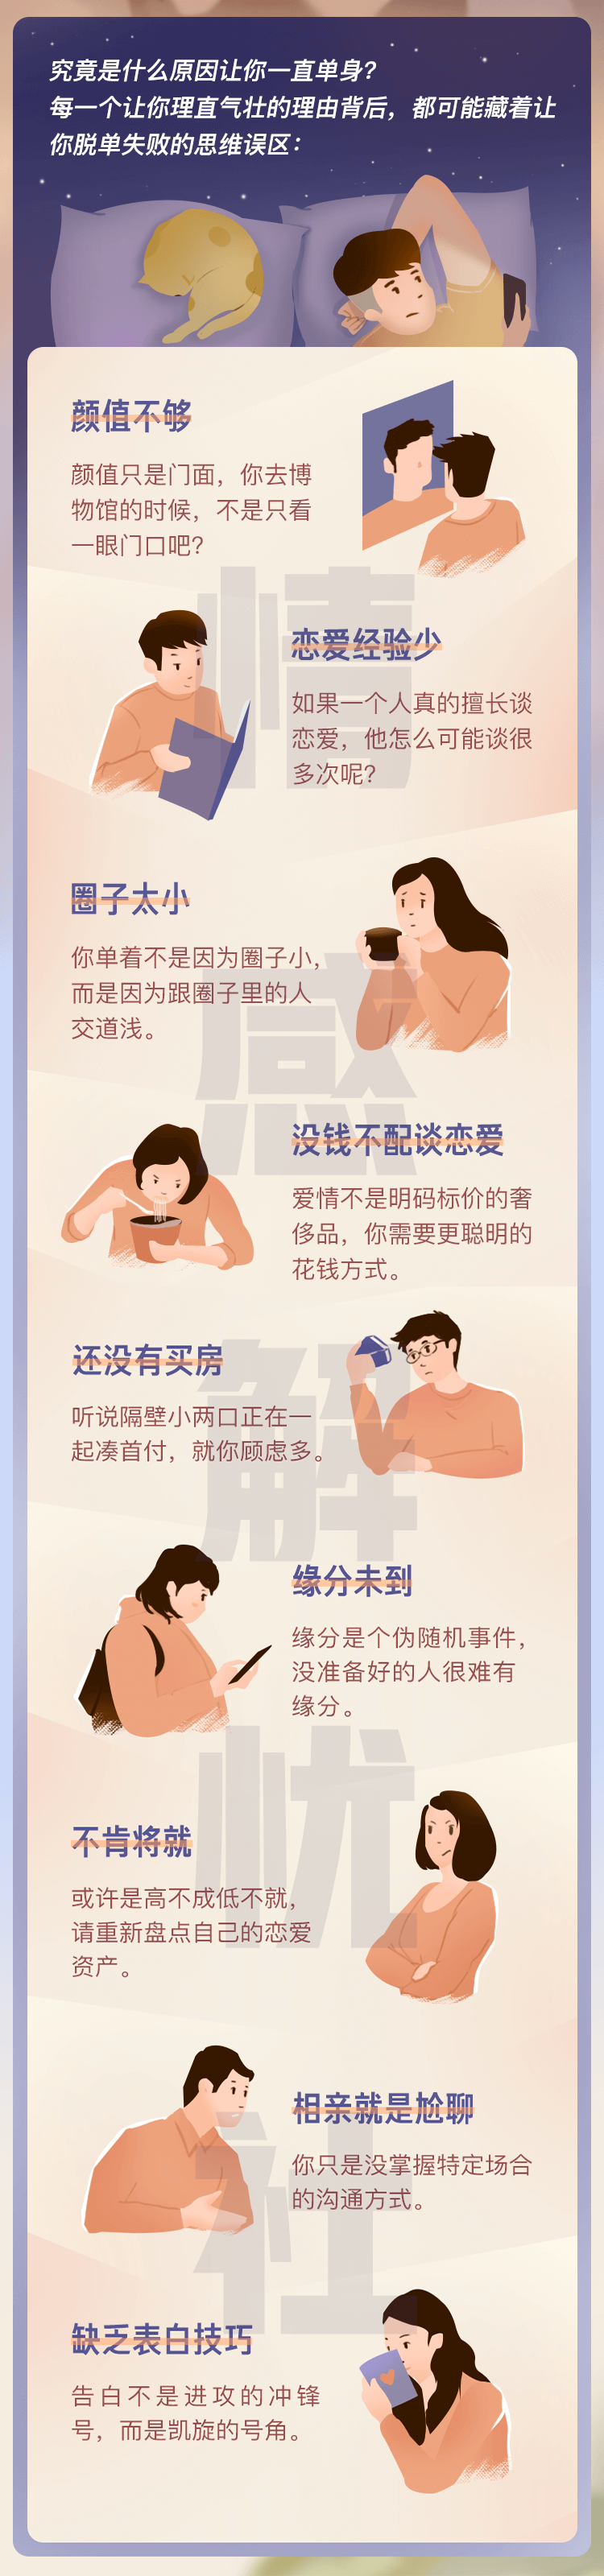 究竟是什么原因让你一直单身?
每一个让你理直气壮的理由背后，都可能藏着让
你脱单失败的思维误区：
颜值不够
颜值只是门面，你去博
物馆的时候，不是只看
一眼门口吧?
恋爱经验少
如果一个人真的擅长谈
恋爱，他怎么可能谈很
多次呢?
圈子太小
你单着不是因为圈子小，
而是因为跟圈子里的人
交道浅。
没钱不配谈恋爱
爱情不是明码标价的奢
侈品，你需要更聪明的
花钱方式。
还没有买房
听说隔壁小两口正在一
起凑首付，就你顾虑多。
缘分未到
缘分是个伪随机事件，
没准备好的人很难有
缘分。
不肯将就
或许是高不成低不就，
请重新盘点自己的恋爱
资产。
相亲就是尬聊
你只是没掌握特定场合
的沟通方式。
缺乏表白技巧
告白不是进攻的冲锋
号，而是凯旋的号角。
情
感
解
忧
社